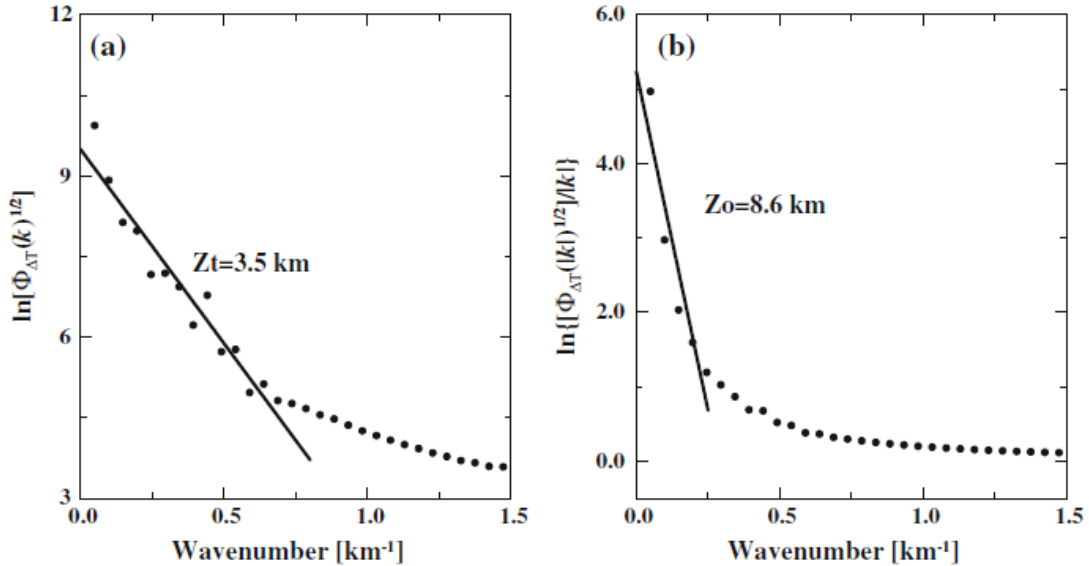 (a)
12
9
6
3
ln[Φ_ΔT(k)^1/2]
Zt=3.5 km
0.0 0.5 1.0 1.5
Wavenumber [km⁻¹]
(b)
6.0
4.0
2.0
0.0
ln{[Φ_ΔT(|k|)^1/2]/|k|}
Zo=8.6 km
0.0 0.5 1.0 1.5
Wavenumber [km⁻¹]